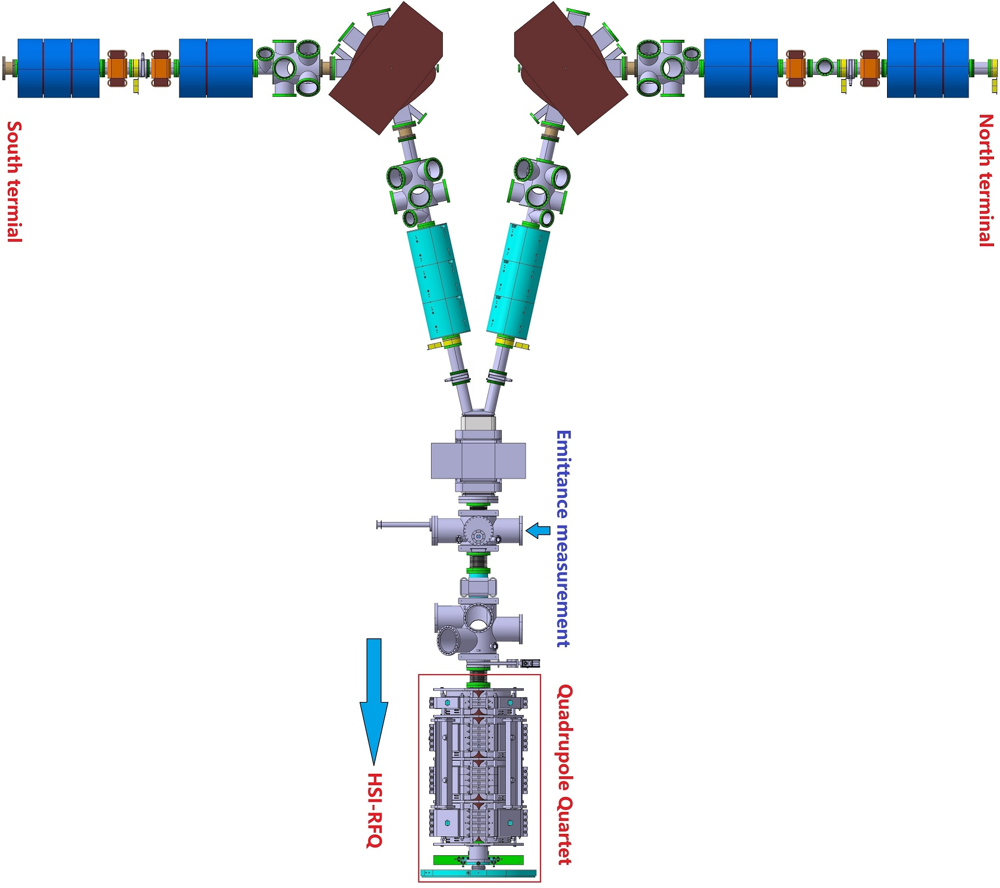 South termial
North terminal
Emittance measurement
Quadrupole Quartet
HSI-RFQ